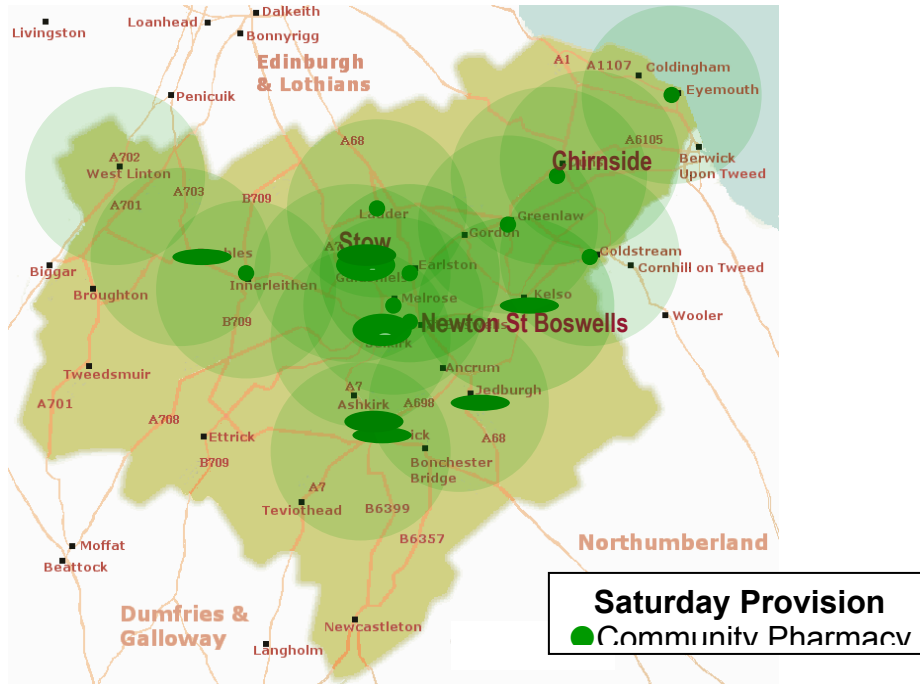 Dalkeith
Livingston
Loanhead
Bonnyrigg
Edinburgh
& Lothians
A1
A1107
Coldingham
Eyemouth
Penicuik
A68
A6105
Berwick
Upon Tweed
A702
West Linton
A703
B709
A701
Chirnside
Lauder
Greenlaw
Gordon
Stow
A7
Biggar
bles
Innerleithen
Earlston
Coldstream
Cornhill on Tweed
Broughton
Melrose
Kelso
B709
Newton St Boswells
Wooler
Tweedsmuir
Ancrum
Jedburgh
A7
Ashkirk
A698
A701
A708
Ettrick
ick
A68
B709
Bonchester
Bridge
A7
Teviothead
B6399
B6357
Moffat
Beattock
Northumberland
Dumfries &
Galloway
Newcastleton
Langholm
Saturday Provision
Community Pharmacy